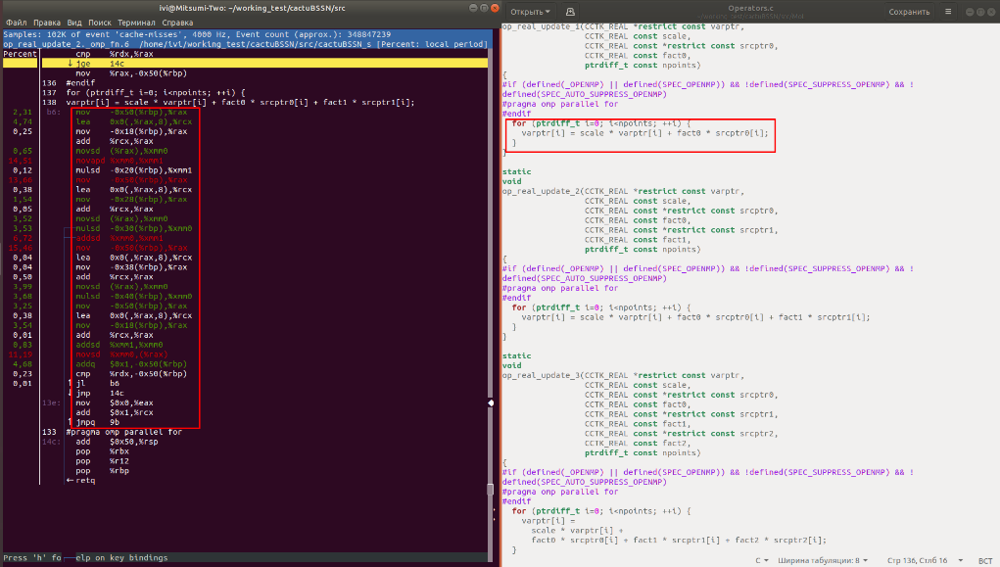 ivi@Mitsumi-Two: ~/working_test/cactuBSSN/src
Файл Правка Вид Поиск Терминал Справка
Samples: 102K of event 'cache-misses', 4000 Hz, Event count (approx.): 348847239
op_real_update_2._omp_fn.6 /home/ivi/working_test/cactuBSSN/src/cactuBSSN_s [Percent: local period]
Percent cmp %rdx,%rax
↓ jge 14c
mov %rax,-0x50(%rbp)
136 #endif
137 for (ptrdiff_t i=0; i<npoints; ++i) {
138 varptr[i] = scale * varptr[i] + fact0 * srcptr0[i] + fact1 * srcptr1[i];
2,31 b6: mov -0x50(%rbp),%rax
4,74 lea 0x0(,%rax,8),%rcx
0,25 mov -0x18(%rbp),%rax
add %rcx,%rax
0,65 movsd (%rax),%xmm0
14,51 movapd %xmm0,%xmm1
0,12 mulsd -0x20(%rbp),%xmm1
13,66 mov -0x50(%rbp),%rax
0,38 lea 0x0(,%rax,8),%rcx
1,54 mov -0x28(%rbp),%rax
0,05 add %rcx,%rax
3,52 movsd (%rax),%xmm0
3,53 mulsd -0x30(%rbp),%xmm0
6,72 addsd %xmm0,%xmm1
15,46 mov -0x50(%rbp),%rax
0,04 lea 0x0(,%rax,8),%rcx
0,04 mov -0x38(%rbp),%rax
0,50 add %rcx,%rax
3,99 movsd (%rax),%xmm0
3,68 mulsd -0x40(%rbp),%xmm0
3,25 mov -0x50(%rbp),%rax
0,38 lea 0x0(,%rax,8),%rcx
3,54 mov -0x18(%rbp),%rax
0,01 add %rcx,%rax
0,83 addsd %xmm1,%xmm0
11,19 movsd %xmm0,(%rax)
4,68 addq $0x1,-0x50(%rbp)
0,23 cmp %rdx,-0x50(%rbp)
0,01 ↑ jl b6
↓ jmp 14c
13e: mov $0x0,%eax
add $0x1,%rcx
↑ jmpq 9b
133 #pragma omp parallel for
14c: add $0x50,%rsp
pop %rbx
pop %r12
pop %rbp
← retq
Press 'h' fo elp on key bindings
Открыть
Operators.c
Сохранить
op_real_update_1(CCTK_REAL *restrict const varptr,
CCTK_REAL const scale,
CCTK_REAL const *restrict const srcptr0,
CCTK_REAL const fact0,
ptrdiff_t const npoints)
{
#if (defined(_OPENMP) || defined(SPEC_OPENMP)) && !defined(SPEC_SUPPRESS_OPENMP) && !
defined(SPEC_AUTO_SUPPRESS_OPENMP)
#pragma omp parallel for
#endif
for (ptrdiff_t i=0; i<npoints; ++i) {
varptr[i] = scale * varptr[i] + fact0 * srcptr0[i];
}
}
static
void
op_real_update_2(CCTK_REAL *restrict const varptr,
CCTK_REAL const scale,
CCTK_REAL const *restrict const srcptr0,
CCTK_REAL const fact0,
CCTK_REAL const *restrict const srcptr1,
CCTK_REAL const fact1,
ptrdiff_t const npoints)
{
#if (defined(_OPENMP) || defined(SPEC_OPENMP)) && !defined(SPEC_SUPPRESS_OPENMP) && !
defined(SPEC_AUTO_SUPPRESS_OPENMP)
#pragma omp parallel for
#endif
for (ptrdiff_t i=0; i<npoints; ++i) {
varptr[i] = scale * varptr[i] + fact0 * srcptr0[i] + fact1 * srcptr1[i];
}
}
static
void
op_real_update_3(CCTK_REAL *restrict const varptr,
CCTK_REAL const scale,
CCTK_REAL const *restrict const srcptr0,
CCTK_REAL const fact0,
CCTK_REAL const *restrict const srcptr1,
CCTK_REAL const fact1,
CCTK_REAL const *restrict const srcptr2,
CCTK_REAL const fact2,
ptrdiff_t const npoints)
{
#if (defined(_OPENMP) || defined(SPEC_OPENMP)) && !defined(SPEC_SUPPRESS_OPENMP) && !
defined(SPEC_AUTO_SUPPRESS_OPENMP)
#pragma omp parallel for
#endif
for (ptrdiff_t i=0; i<npoints; ++i) {
varptr[i] =
scale * varptr[i] +
fact0 * srcptr0[i] + fact1 * srcptr1[i] + fact2 * srcptr2[i];
}
C Ширина табуляции: 8 Стр 136, Стлб 16 ВСТ